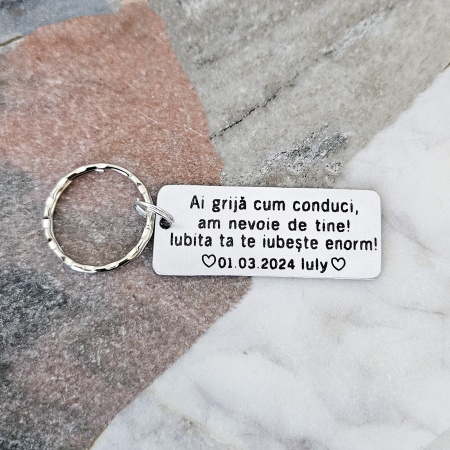 Ai grijă cum conduci,
am nevoie de tine!
Iubita ta te iubește enorm!
♡01.03.2024 Iuly♡